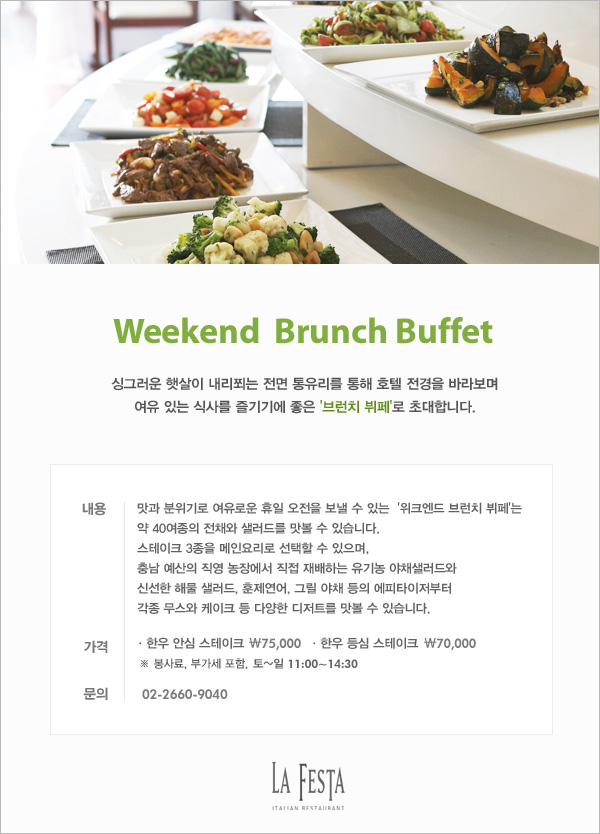 Weekend Brunch Buffet
싱그러운 햇살이 내리쬐는 전면 통유리를 통해 호텔 전경을 바라보며
여유 있는 식사를 즐기기에 좋은 '브런치 뷔페'로 초대합니다.
내용
맛과 분위기로 여유로운 휴일 오전을 보낼 수 있는 '위크엔드 브런치 뷔페'는
약 40여종의 전채와 샐러드를 맛볼 수 있습니다.
스테이크 3종을 메인요리로 선택할 수 있으며,
충남 예산의 직영 농장에서 직접 재배하는 유기농 야채샐러드와
신선한 해물 샐러드, 훈제연어, 그릴 야채 등의 에피타이저부터
각종 무스와 케이크 등 다양한 디저트를 맛볼 수 있습니다.
가격
· 한우 안심 스테이크 ₩75,000 · 한우 등심 스테이크 ₩70,000
※ 봉사료, 부가세 포함, 토~일 11:00~14:30
문의
02-2660-9040
LA FESTA
ITALIAN RESTAURANT